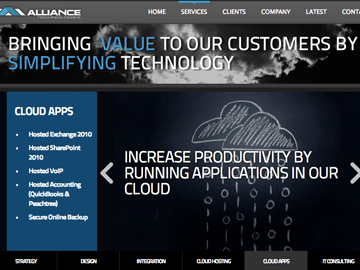 ALLIANCE
TECHNOLOGIES
HOME SERVICES CLIENTS COMPANY LATEST CONTA
BRINGING VALUE TO OUR CUSTOMERS BY
SIMPLIFYING TECHNOLOGY
CLOUD APPS
Hosted Exchange 2010
Hosted SharePoint
2010
Hosted VoIP
Hosted Accounting
(QuickBooks &
Peachtree)
Secure Online Backup
INCREASE PRODUCTIVITY BY
RUNNING APPLICATIONS IN OUR
CLOUD
STRATEGY DESIGN INTEGRATION CLOUD HOSTING CLOUD APPS IT CONSULTING